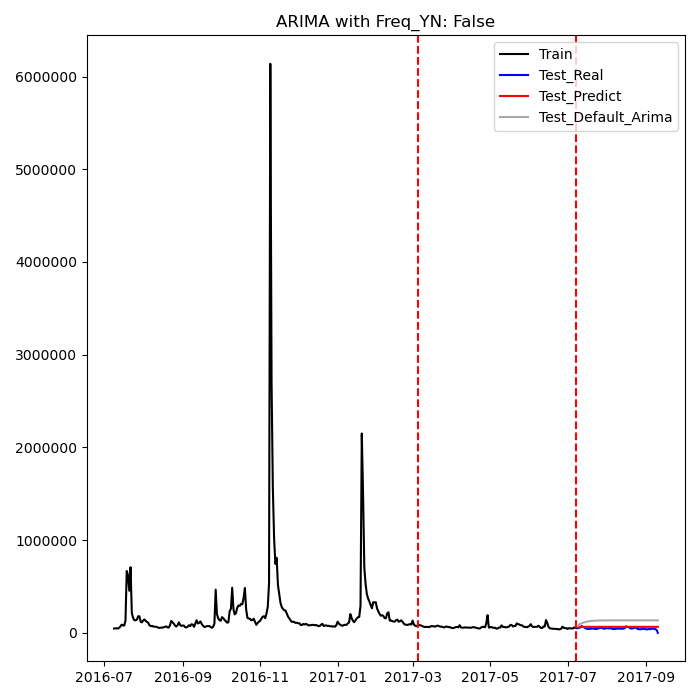 ARIMA with Freq_YN: False
Train
Test_Real
Test_Predict
Test_Default_Arima
6000000
5000000
4000000
3000000
2000000
1000000
0
2016-07 2016-09 2016-11 2017-01 2017-03 2017-05 2017-07 2017-09